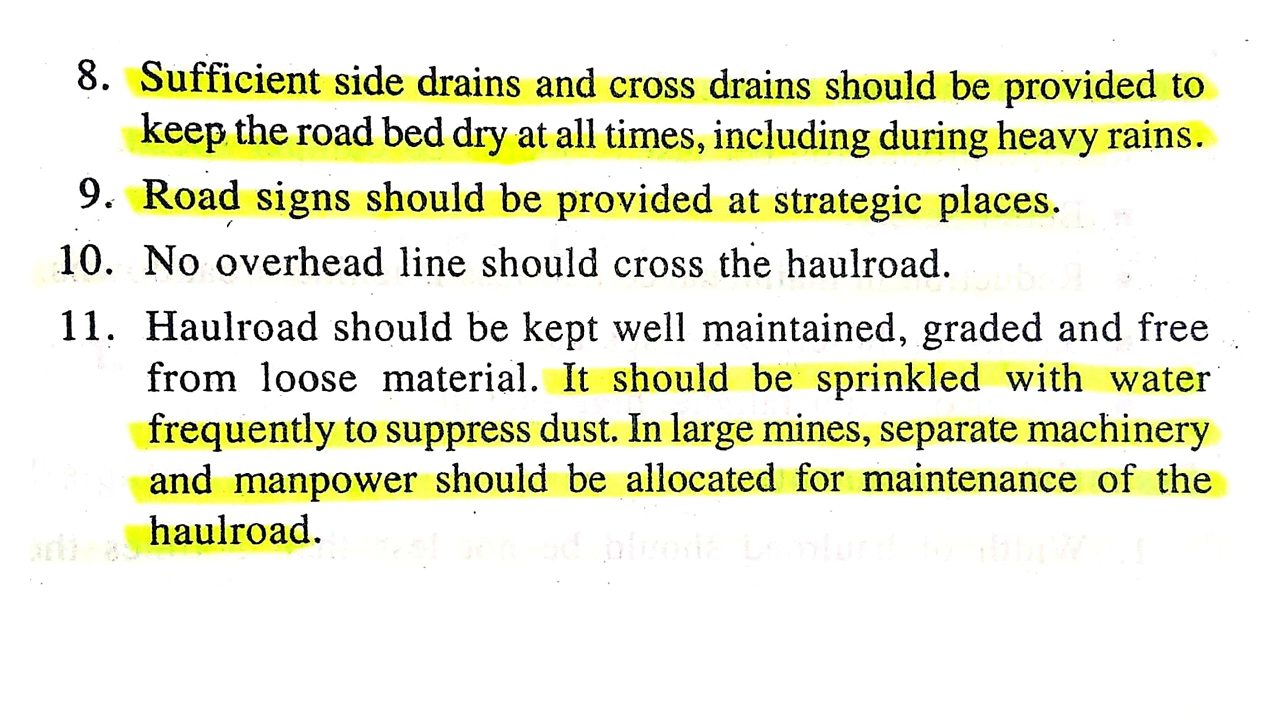 8. Sufficient side drains and cross drains should be provided to
keep the road bed dry at all times, including during heavy rains.
9. Road signs should be provided at strategic places.
10. No overhead line should cross the haulroad.
11. Haulroad should be kept well maintained, graded and free
from loose material. It should be sprinkled with water
frequently to suppress dust. In large mines, separate machinery
and manpower should be allocated for maintenance of the
haulroad.